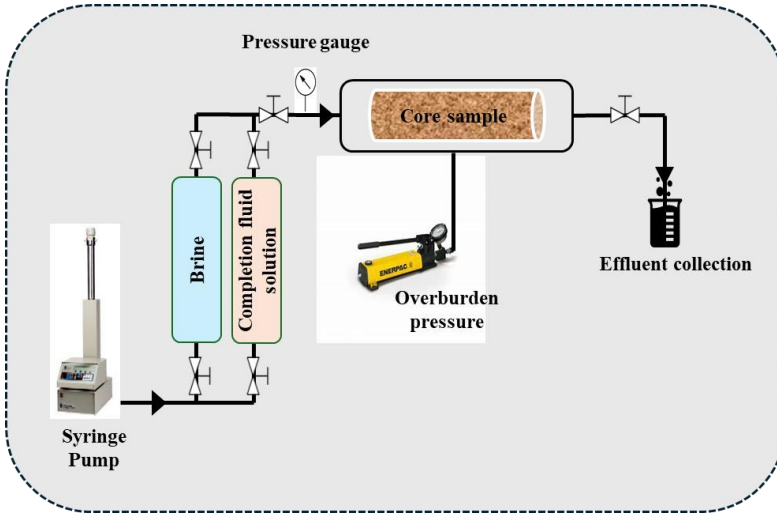 Pressure gauge
Core sample
Brine
Completion fluid
solution
ENERPAC
Overburden
pressure
Effluent collection
Syringe
Pump